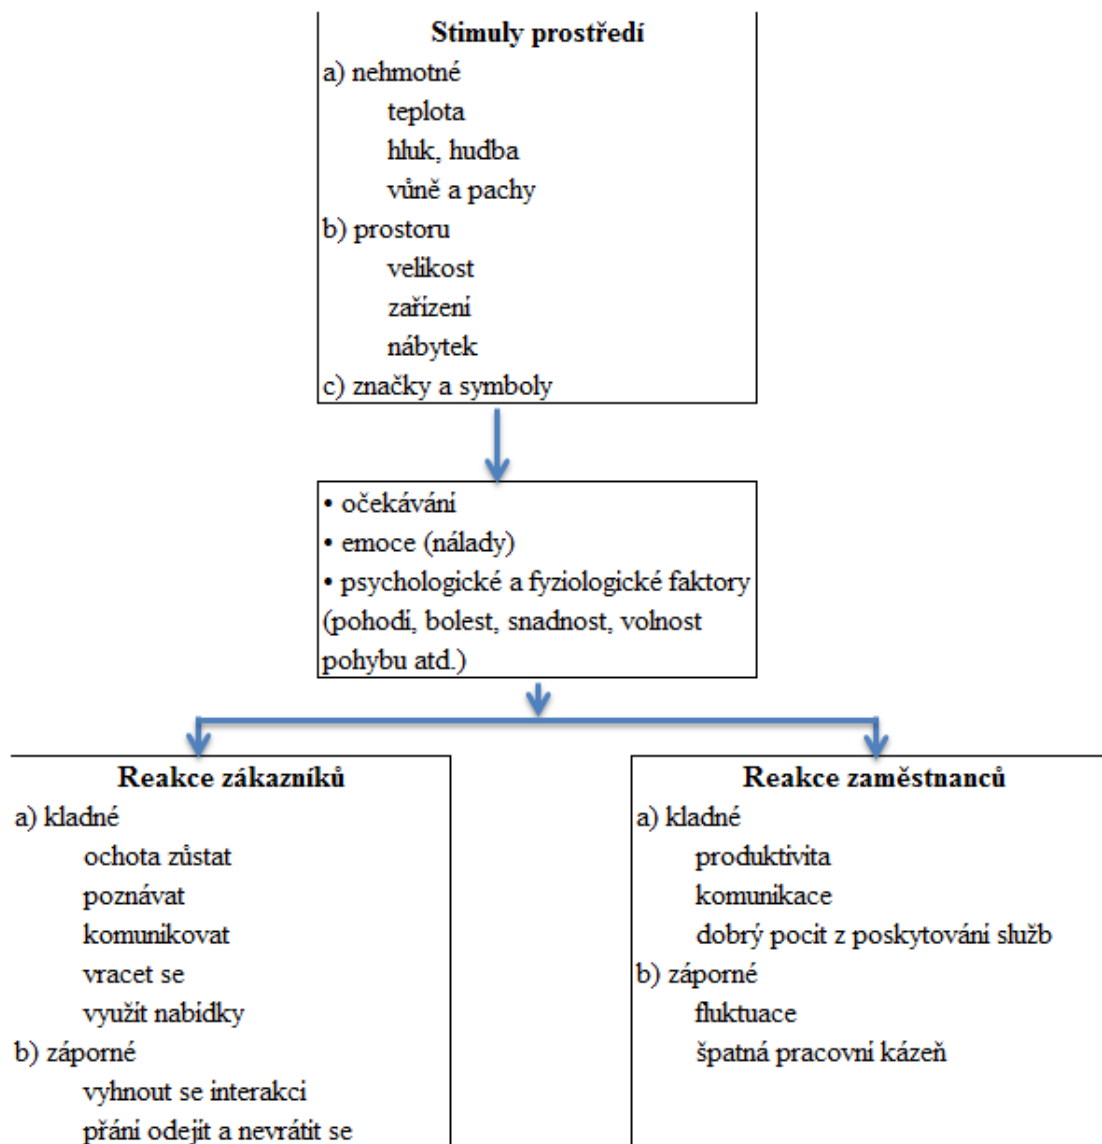 Stimuly prostředí
a) nehmotné
teplota
hluk, hudba
vůně a pachy
b) prostoru
velikost
zařízení
nábytek
c) značky a symboly
• očekávání
• emoce (nálady)
• psychologické a fyziologické faktory
(pohodí, bolest, snadnost, volnost
pohybu atd.)
Reakce zákazníků
a) kladné
ochota zůstat
poznávat
komunikovat
vracet se
využít nabídky
b) záporné
vyhnout se interakci
přání odejít a nevrátit se
Reakce zaměstnanců
a) kladné
produktivita
komunikace
dobrý pocit z poskytování služb
b) záporné
fluktuace
špatná pracovní kázeň